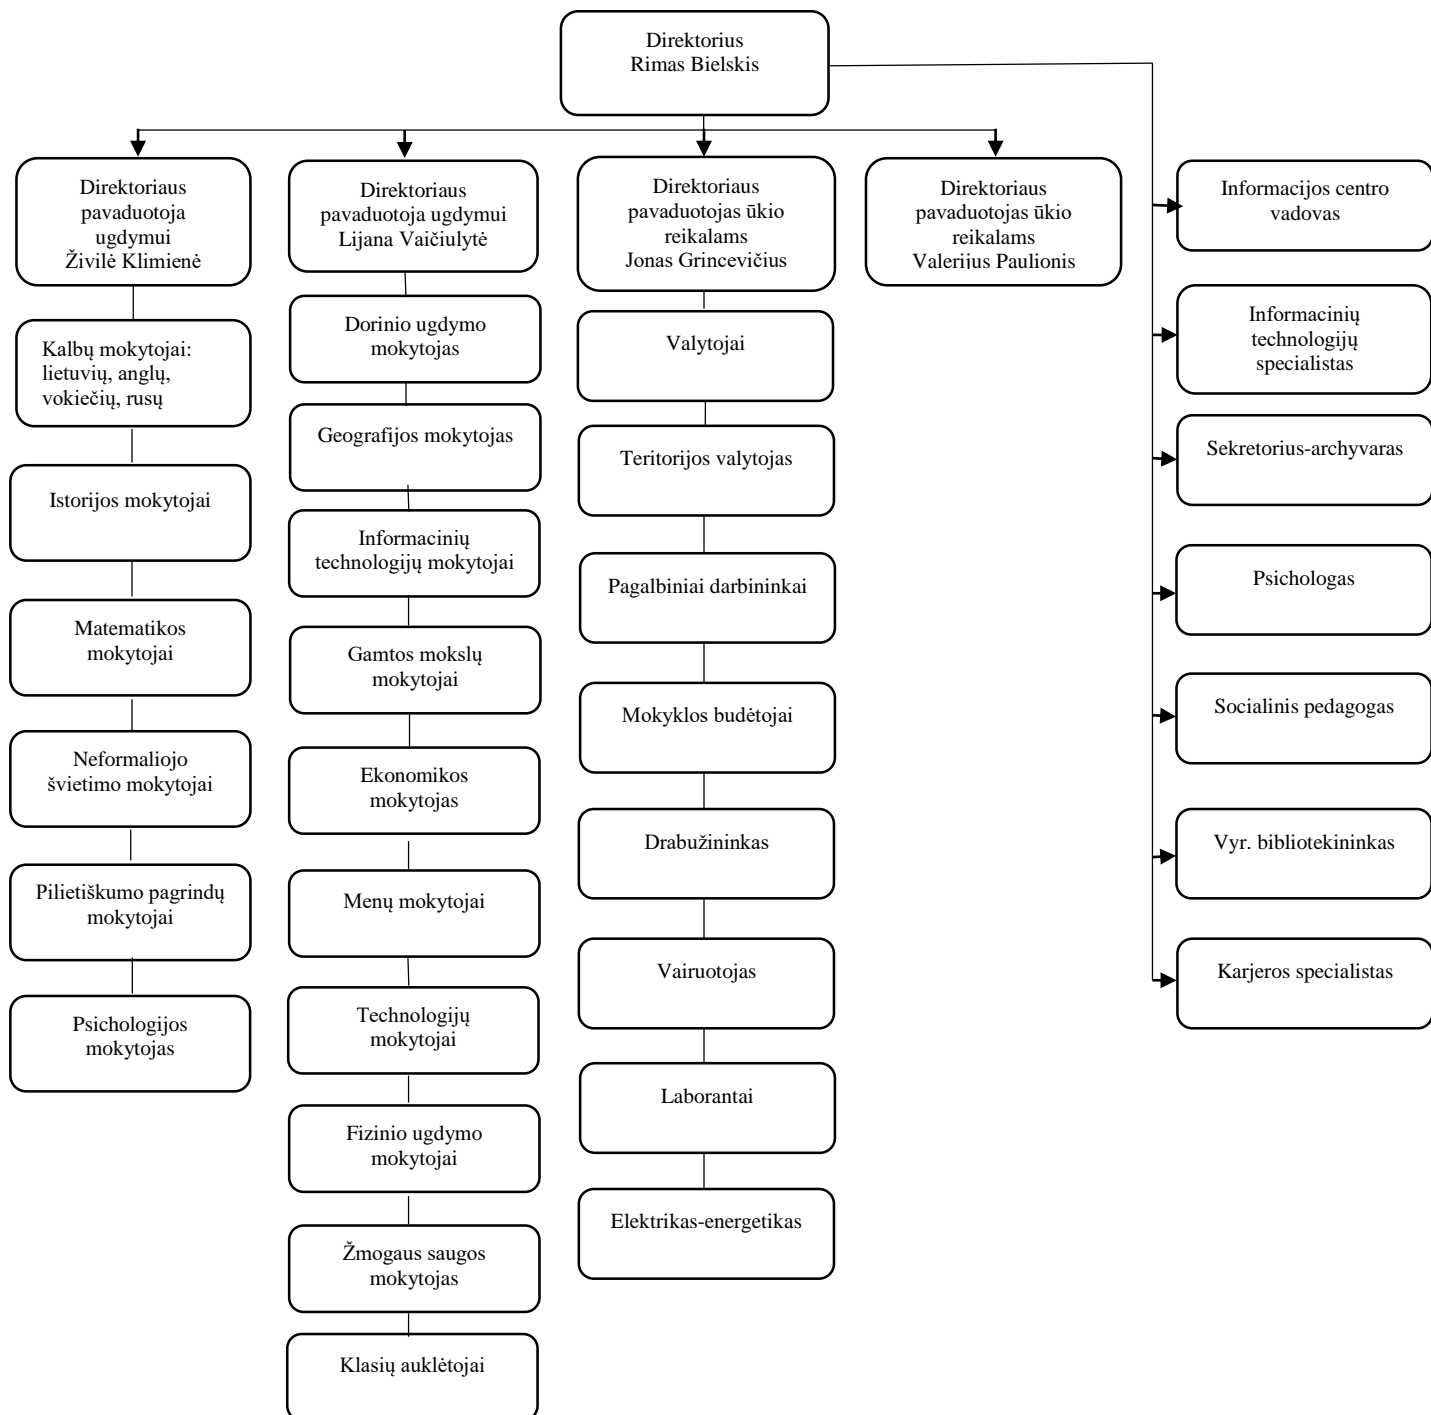 Direktorius
Rimas Bielskis
Direktoriaus
pavaduotoja
ugdymui
Živilė Klimienė
Kalbų mokytojai:
lietuvių, anglų,
vokiečių, rusų
Istorijos mokytojai
Matematikos
mokytojai
Neformaliojo
švietimo mokytojai
Pilietiškumo pagrindų
mokytojai
Psichologijos
mokytojas
Direktoriaus
pavaduotoja ugdymui
Lijana Vaičiulytė
Dorinio ugdymo
mokytojas
Geografijos mokytojas
Informacinių
technologijų mokytojai
Gamtos mokslų
mokytojai
Ekonomikos
mokytojas
Menų mokytojai
Technologijų
mokytojai
Fizinio ugdymo
mokytojai
Žmogaus saugos
mokytojas
Klasių auklėtojai
Direktoriaus
pavaduotojas ūkio
reikalams
Jonas Grincevičius
Valytojai
Teritorijos valytojas
Pagalbiniai darbininkai
Mokyklos budėtojai
Drabužininkas
Vairuotojas
Laborantai
Elektrikas-energetikas
Direktoriaus
pavaduotojas ūkio
reikalams
Valerijus Paulionis
Informacijos centro
vadovas
Informacinių
technologijų
specialistas
Sekretorius-archyvaras
Psichologas
Socialinis pedagogas
Vyr. bibliotekininkas
Karjeros specialistas